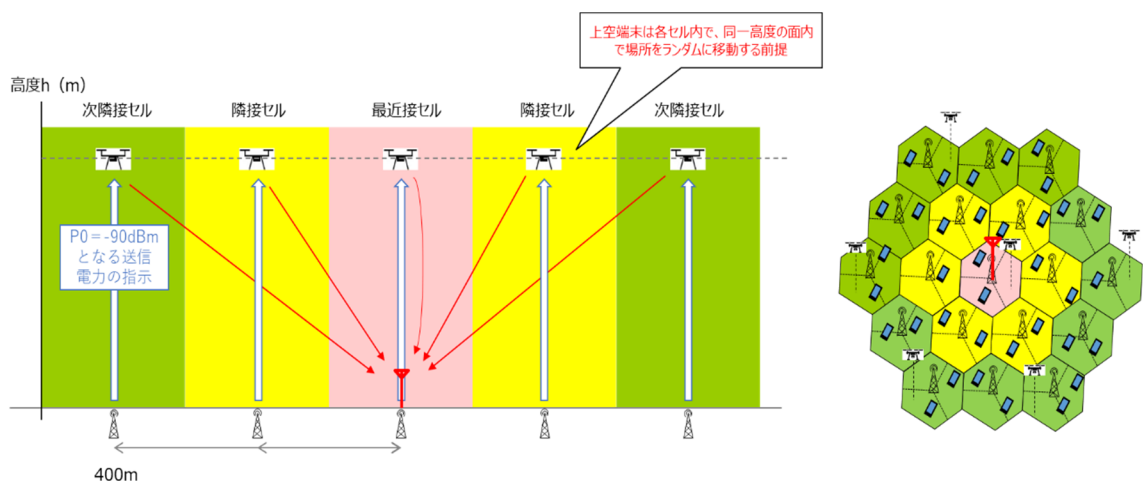 上空端末は各セル内で、同一高度の面内
で場所をランダムに移動する前提
高度h（m）
次隣接セル
隣接セル
最近接セル
隣接セル
次隣接セル
P0＝-90dBm
となる送信
電力の指示
400m